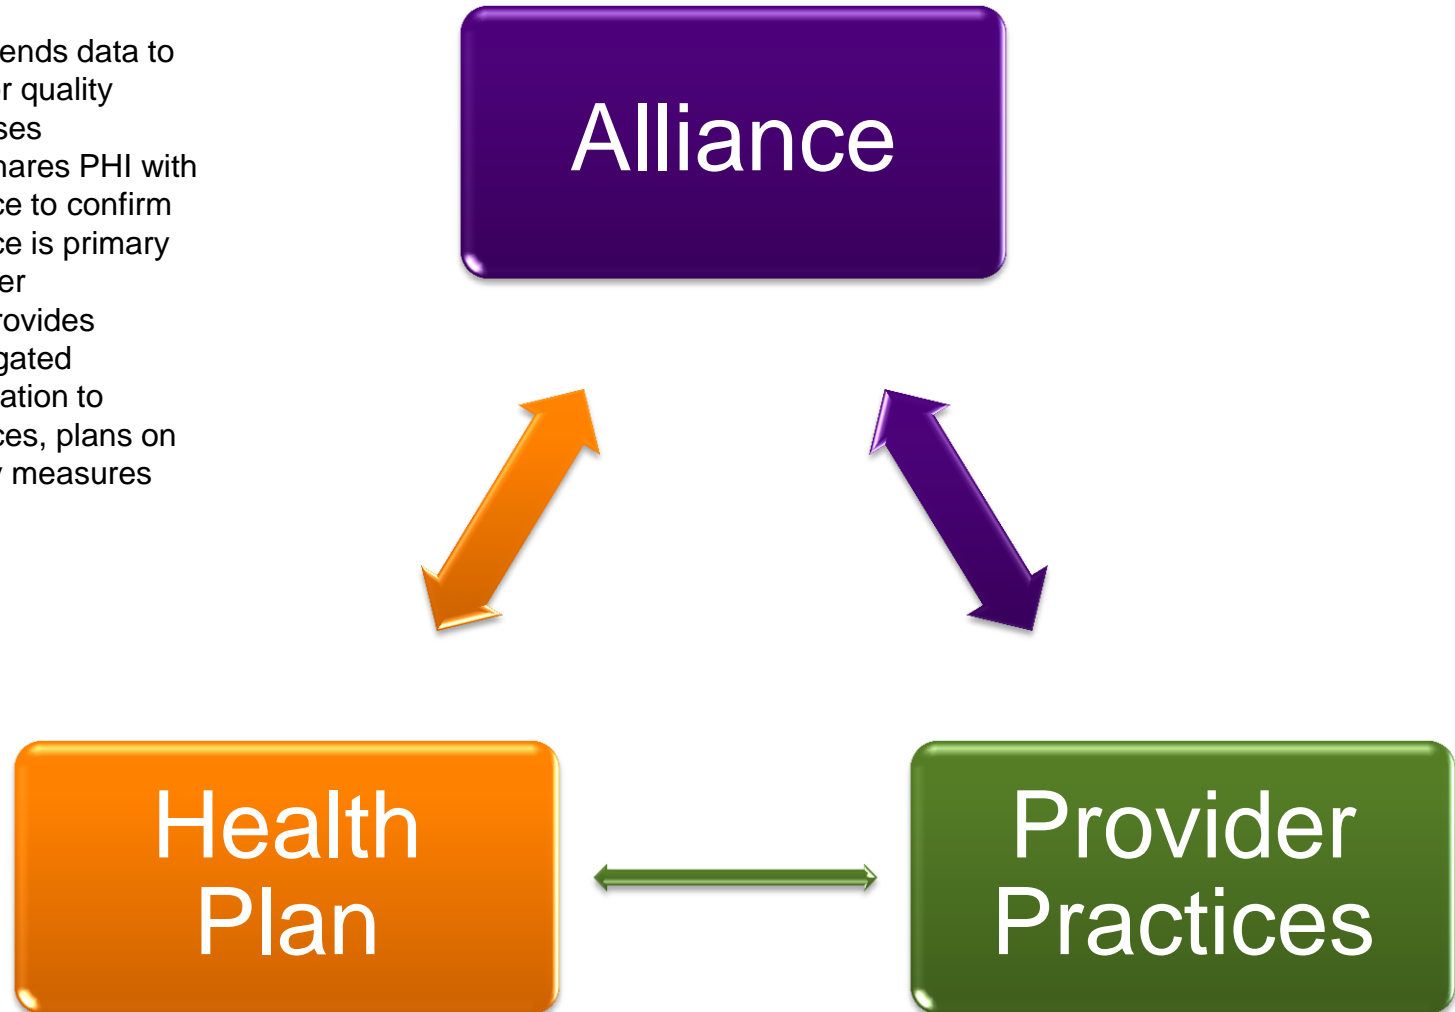 ends data to
r quality
ses
hares PHI with
ce to confirm
ce is primary
er
rovides
gated
ation to
ces, plans on
y measures
Alliance
Health
Plan
Provider
Practices